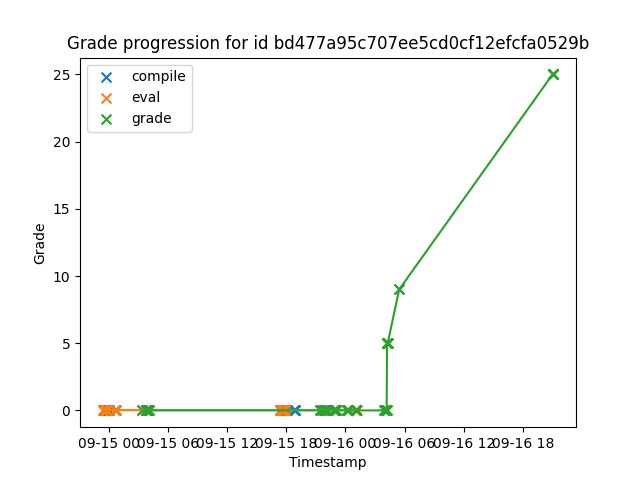 Grade progression for id bd477a95c707ee5cd0cf12efcfa0529b
compile
eval
grade
25
20
15
10
5
0
Grade
09-15 00 09-15 06 09-15 12 09-15 18 09-16 00 09-16 06 09-16 12 09-16 18
Timestamp